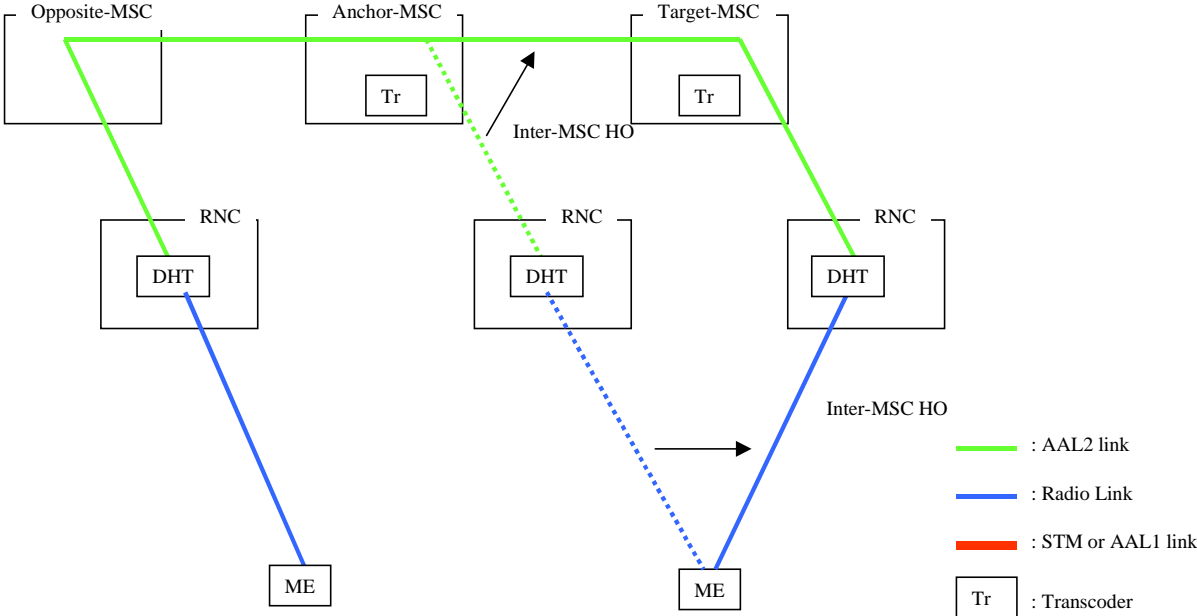 Opposite-MSC
Anchor-MSC
Target-MSC
Tr
Tr
Inter-MSC HO
RNC
RNC
RNC
DHT
DHT
DHT
Inter-MSC HO
: AAL2 link
: Radio Link
: STM or AAL1 link
ME
ME
Tr
: Transcoder